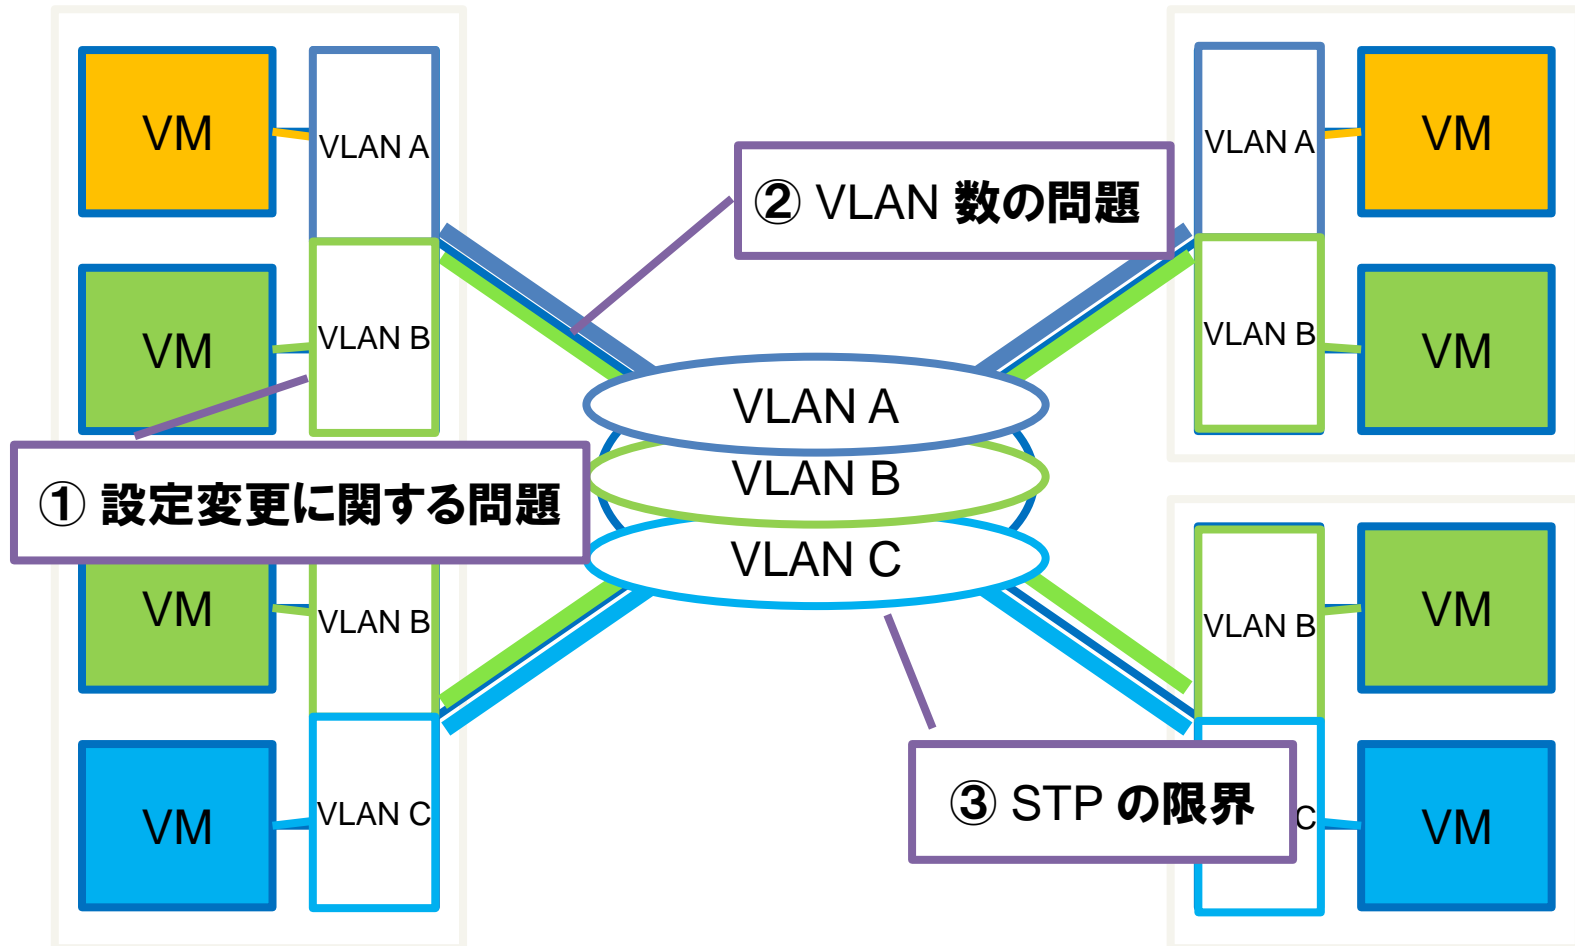 VM
VLAN A
VM
VLAN B
① 設定変更に関する問題
VM
VLAN B
VM
VLAN C
② VLAN 数の問題
VLAN A
VLAN B
VLAN C
③ STP の限界
VLAN A
VM
VLAN B
VM
VLAN B
VM
C
VM